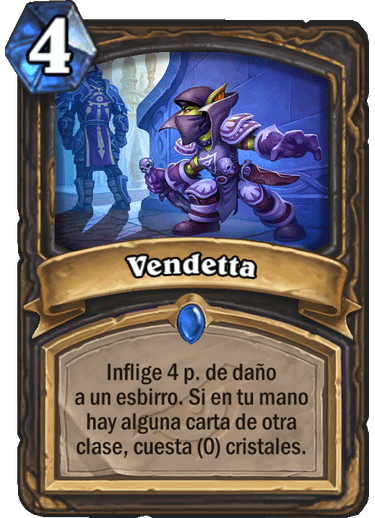 4
Vendetta
Inflige 4 p. de daño
a un esbirro. Si en tu mano
hay alguna carta de otra
clase, cuesta (0) cristales.